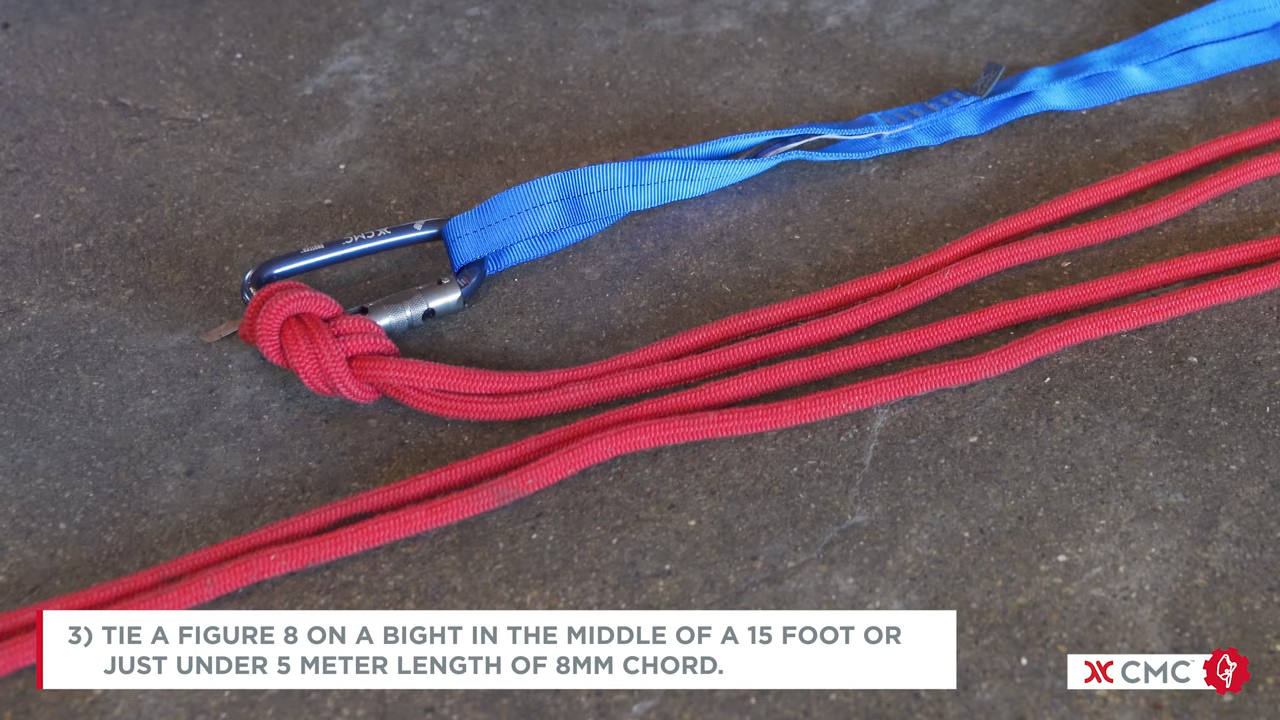 CMC
3) TIE A FIGURE 8 ON A BIGHT IN THE MIDDLE OF A 15 FOOT OR
JUST UNDER 5 METER LENGTH OF 8MM CHORD.
CMC